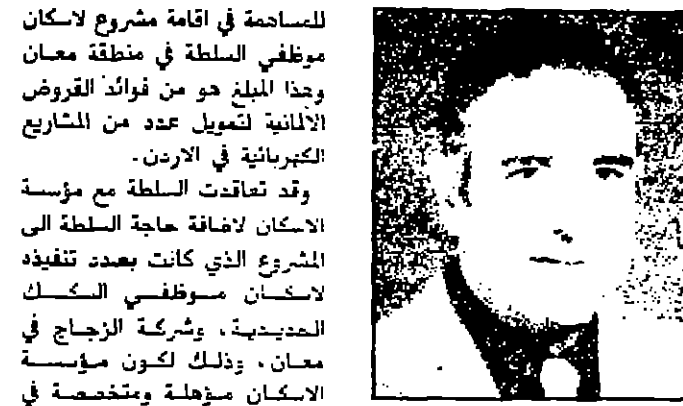 للمساهمة في اقامة مشروع لاسكان
موظفي السلطة في منطقة معان
وهذا المبلغ هو من فوائد القروض
الالمانية لتمويل عدد من المشاريع
الكهربائية في الاردن.
وقد تعاقدت السلطة مع مؤسسة
الاسكان لاضافة حاجة السلطة الى
المشروع الذي كانت بصدد تنفيذه
لاسكان موظفي السكك
الحديدية، وشركة الزجاج في
معان، وذلك لكون مؤسسة
الاسكان مؤهلة ومتخصصة في